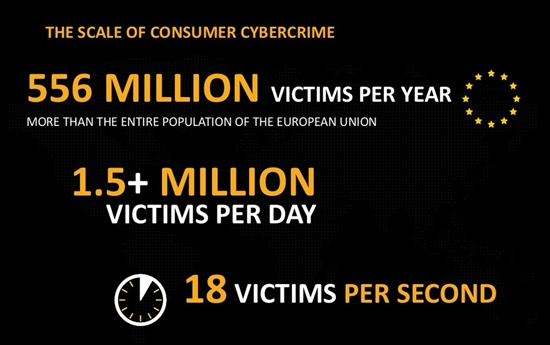 THE SCALE OF CONSUMER CYBERCRIME
556 MILLION VICTIMS PER YEAR
MORE THAN THE ENTIRE POPULATION OF THE EUROPEAN UNION
1.5+ MILLION
VICTIMS PER DAY
18 VICTIMS PER SECOND